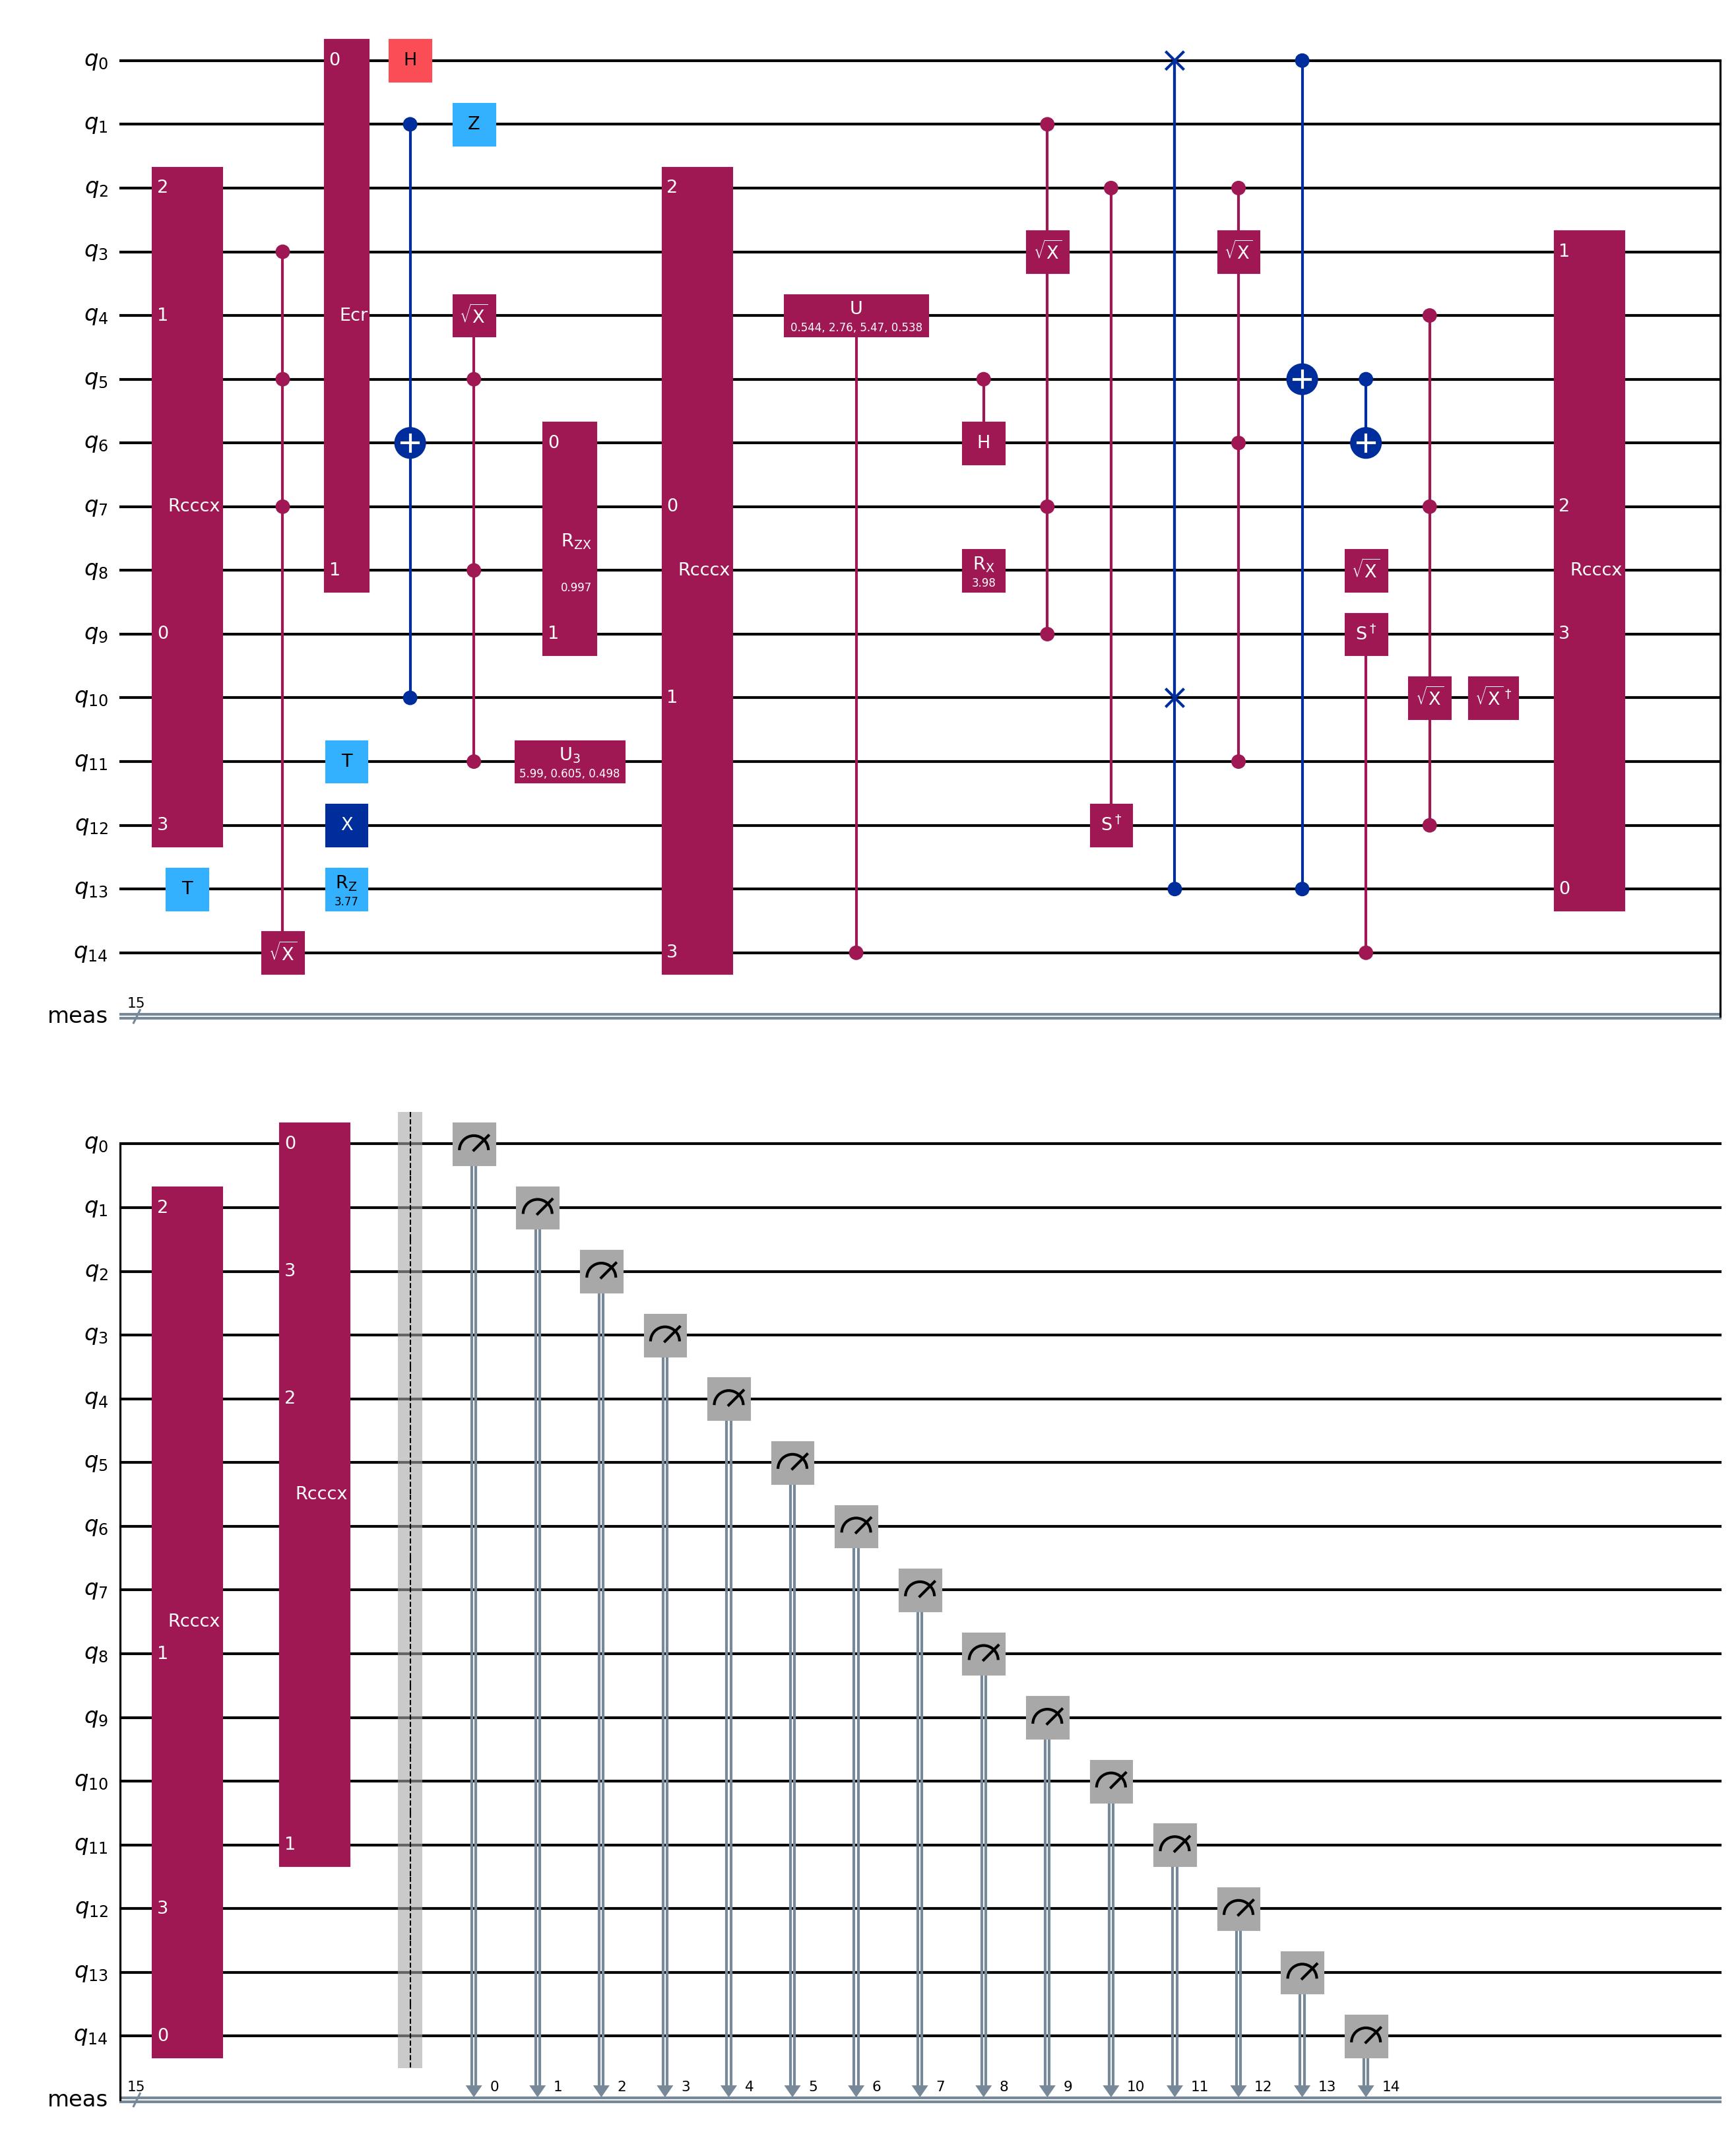 q0 0 H
q1 Z
q2 2 2
q3 √X √X 1
q4 1 Ecr √X U
0.544, 2.76, 5.47, 0.538
q5
q6 0 H
q7 Rcccx 0 2
RZX
0.997
q8 1 Rcccx RX √X Rcccx
3.98
q9 0 1 S† 3
q10 1 √X √X†
q11 T U3
5.99, 0.605, 0.498
q12 3 X S†
q13 T RZ 0
3.77
q14 √X 3
meas 15
q0 0
q1 2
q2 3
q3
q4 2
q5
Rcccx
q6
q7
Rcccx
q8 1
q9
q10
q11 1
q12 3
q13
q14 0
meas 15 0 1 2 3 4 5 6 7 8 9 10 11 12 13 14